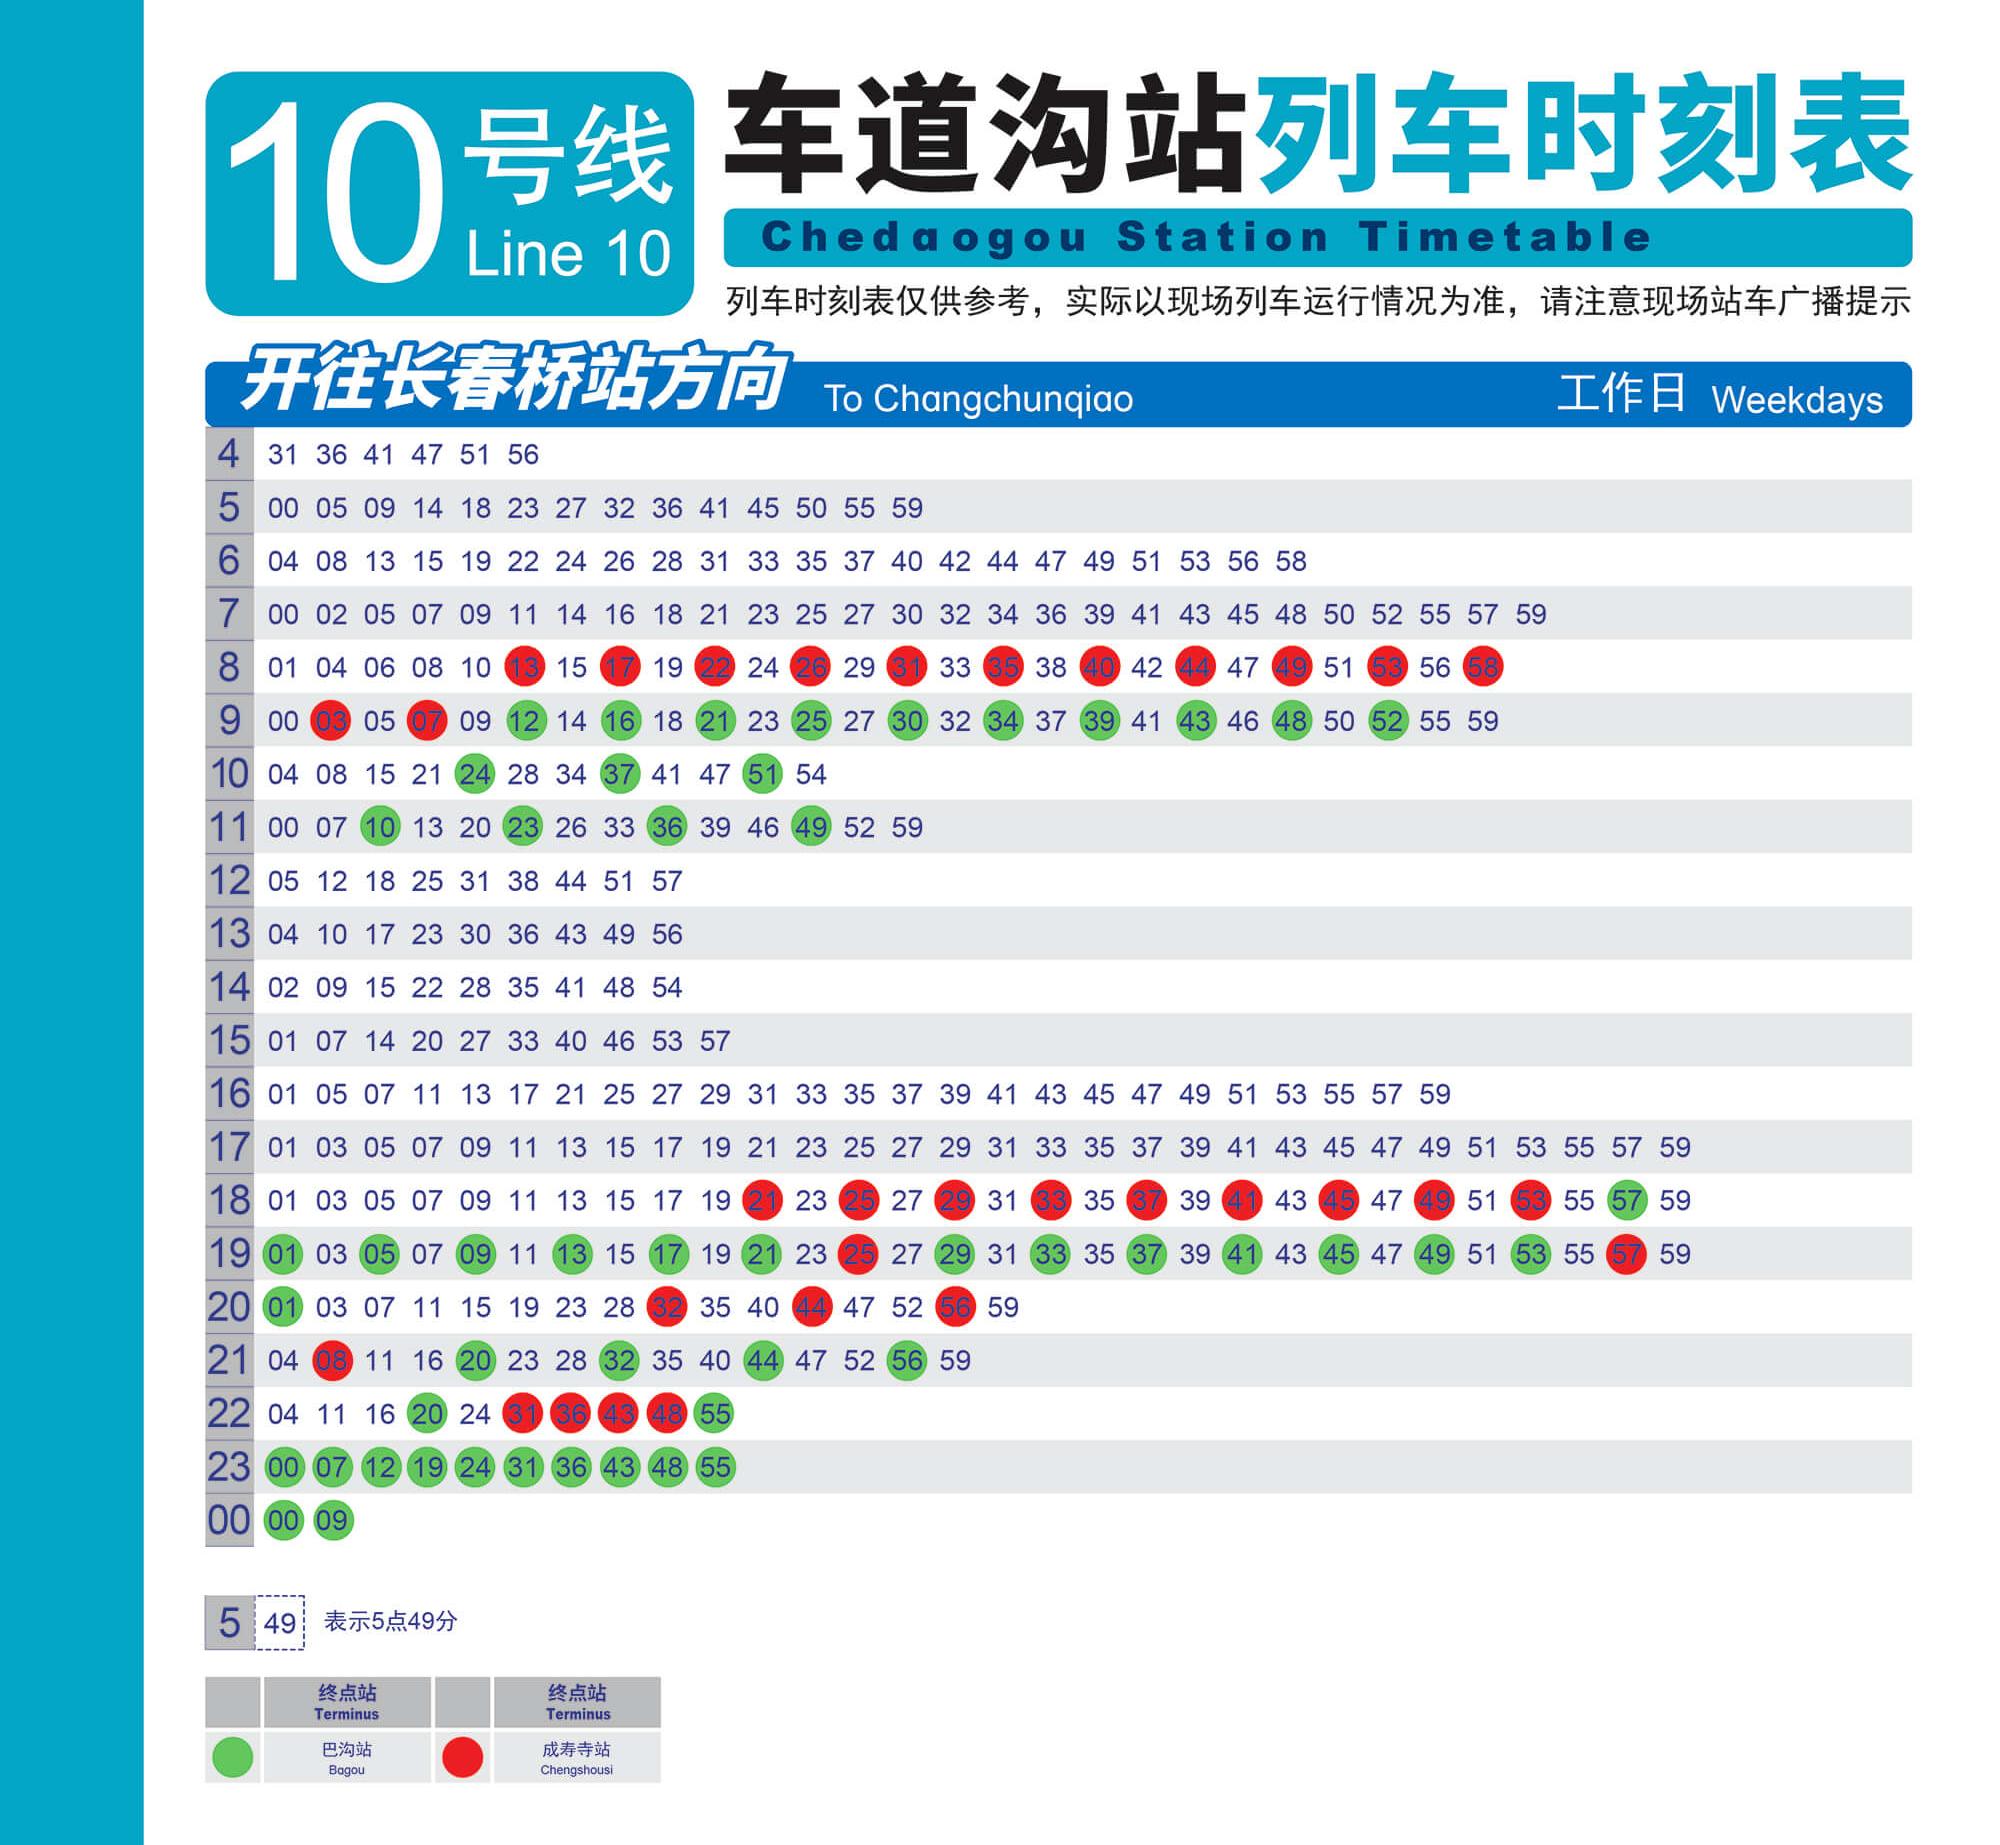 10号线
Line 10
车道沟站列车时刻表
Chedaogou Station Timetable
列车时刻表仅供参考，实际以现场列车运行情况为准，请注意现场站车广播提示
开往长春桥站方向 To Changchunqiao 工作日 Weekdays
4 31 36 41 47 51 56
5 00 05 09 14 18 23 27 32 36 41 45 50 55 59
6 04 08 13 15 19 22 24 26 28 31 33 35 37 40 42 44 47 49 51 53 56 58
7 00 02 05 07 09 11 14 16 18 21 23 25 27 30 32 34 36 39 41 43 45 48 50 52 55 57 59
8 01 04 06 08 10 13 15 17 19 22 24 26 29 31 33 35 38 40 42 44 47 49 51 53 56 58
9 00 03 05 07 09 12 14 16 18 21 23 25 27 30 32 34 37 39 41 43 46 48 50 52 55 59
10 04 08 15 21 24 28 34 37 41 47 51 54
11 00 07 10 13 20 23 26 33 36 39 46 49 52 59
12 05 12 18 25 31 38 44 51 57
13 04 10 17 23 30 36 43 49 56
14 02 09 15 22 28 35 41 48 54
15 01 07 14 20 27 33 40 46 53 57
16 01 05 07 11 13 17 21 25 27 29 31 33 35 37 39 41 43 45 47 49 51 53 55 57 59
17 01 03 05 07 09 11 13 15 17 19 21 23 25 27 29 31 33 35 37 39 41 43 45 47 49 51 53 55 57 59
18 01 03 05 07 09 11 13 15 17 19 21 23 25 27 29 31 33 35 37 39 41 43 45 47 49 51 53 55 57 59
19 01 03 05 07 09 11 13 15 17 19 21 23 25 27 29 31 33 35 37 39 41 43 45 47 49 51 53 55 57 59
20 01 03 07 11 15 19 23 28 32 35 40 44 47 52 56 59
21 04 08 11 16 20 23 28 32 35 40 44 47 52 56 59
22 04 11 16 20 24 31 36 43 48 55
23 00 07 12 19 24 31 36 43 48 55
00 00 09
5 49 表示5点49分
终点站 终点站
Terminus Terminus
巴沟站 成寿寺站
Bagou Chengshousi